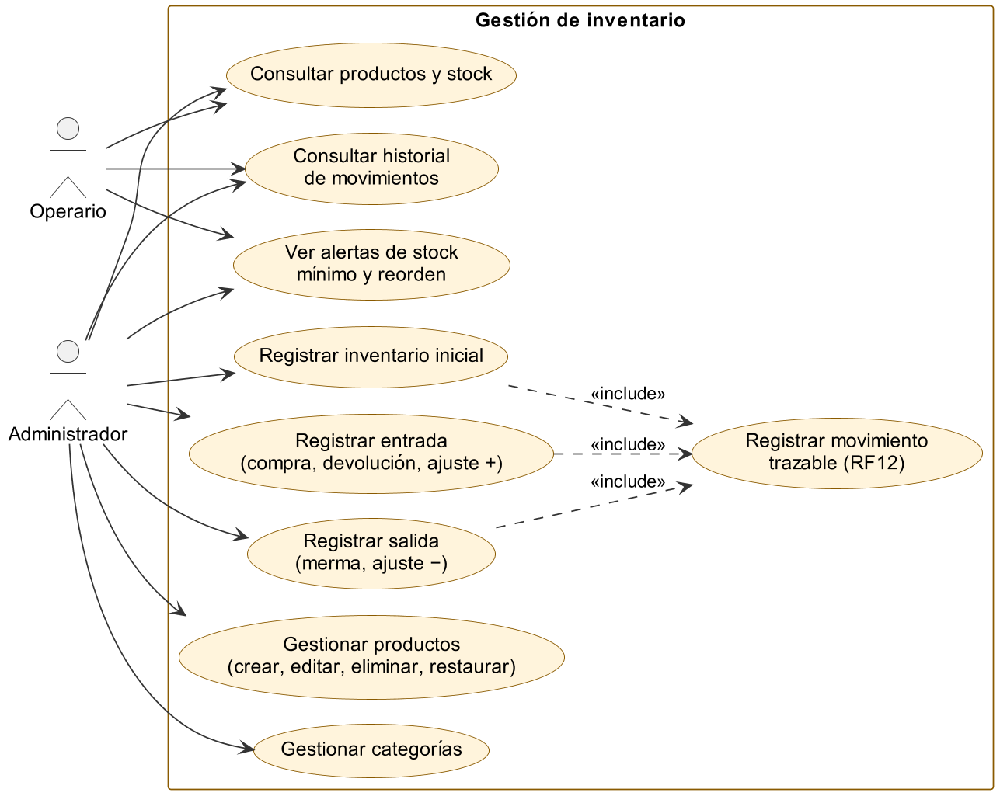 Gestión de inventario
Consultar productos y stock
Consultar historial
de movimientos
Operario
Ver alertas de stock
mínimo y reorden
Registrar inventario inicial
«include»
Administrador
Registrar entrada
(compra, devolución, ajuste +)
«include»
Registrar movimiento
trazable (RF12)
«include»
Registrar salida
(merma, ajuste −)
Gestionar productos
(crear, editar, eliminar, restaurar)
Gestionar categorías